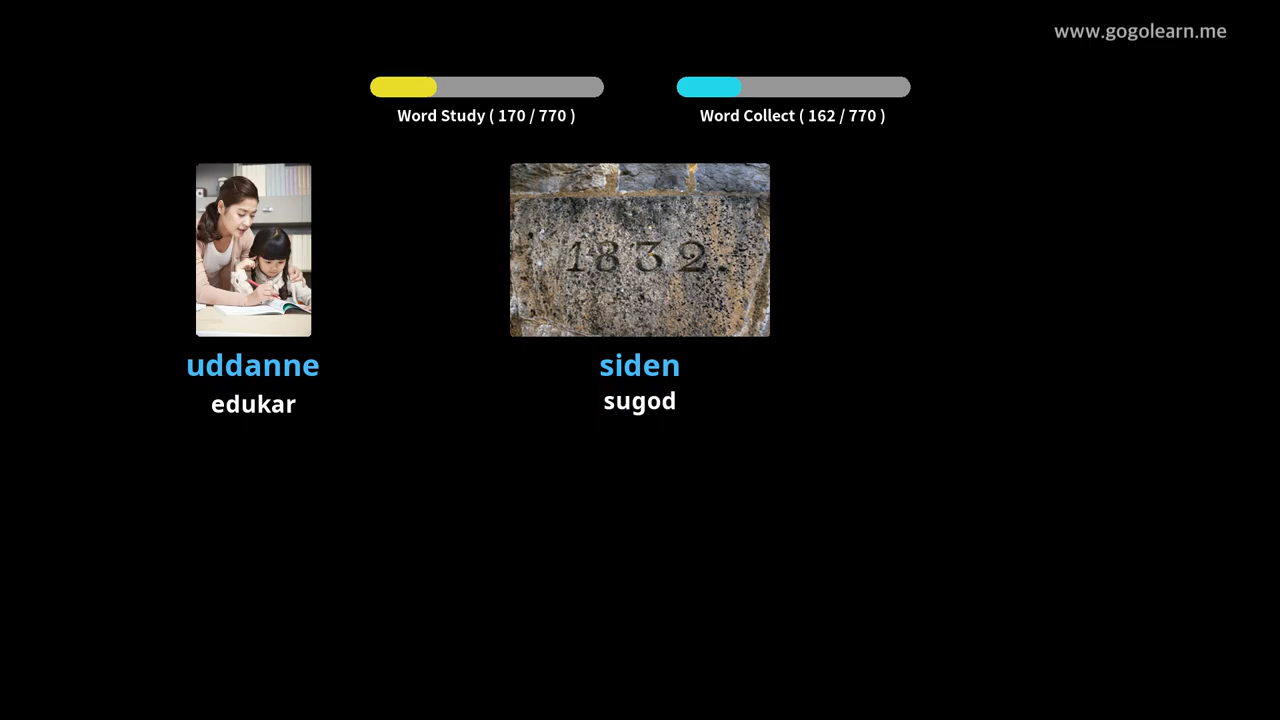 www.gogolearn.me
Word Study ( 170 / 770 )
Word Collect ( 162 / 770 )
1832.
uddanne
edukar
siden
sugod